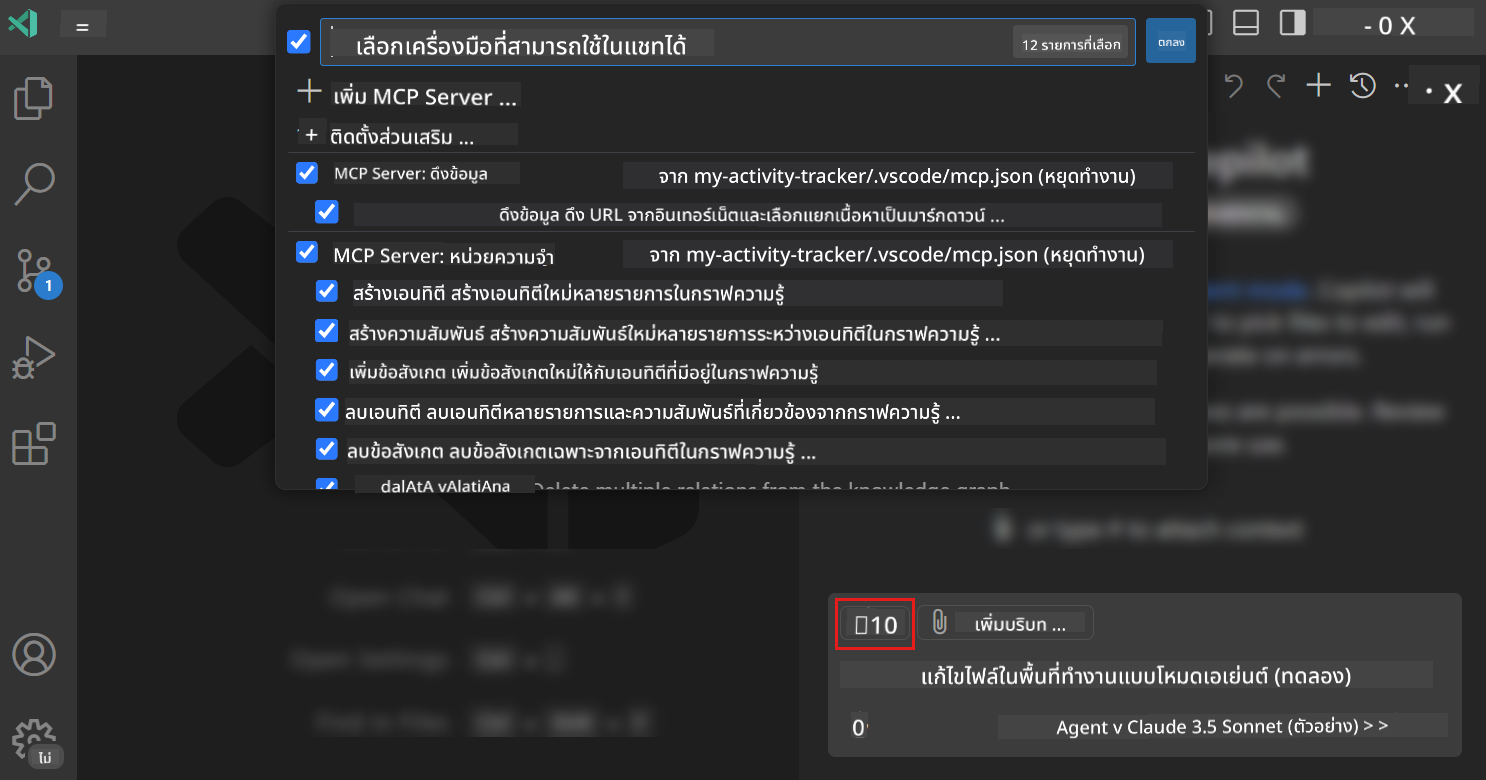 =
เลือกเครื่องมือที่สามารถใช้ในแชทได้
12 รายการที่เลือก
ตกลง
- 0 X
เพิ่ม MCP Server ...
+ ติดตั้งส่วนเสริม ...
MCP Server: ดึงข้อมูล
จาก my-activity-tracker/.vscode/mcp.json (หยุดทำงาน)
ดึงข้อมูล ดึง URL จากอินเทอร์เน็ตและเลือกแยกเนื้อหาเป็นมาร์กดาวน์ ...
MCP Server: หน่วยความจำ
จาก my-activity-tracker/.vscode/mcp.json (หยุดทำงาน)
สร้างเอนทิตี สร้างเอนทิตีใหม่หลายรายการในกราฟความรู้
สร้างความสัมพันธ์ สร้างความสัมพันธ์ใหม่หลายรายการระหว่างเอนทิตีในกราฟความรู้ ...
เพิ่มข้อสังเกต เพิ่มข้อสังเกตใหม่ให้กับเอนทิตีที่มีอยู่ในกราฟความรู้
ลบเอนทิตี ลบเอนทิตีหลายรายการและความสัมพันธ์ที่เกี่ยวข้องจากกราฟความรู้ ...
ลบข้อสังเกต ลบข้อสังเกตเฉพาะจากเอนทิตีในกราฟความรู้ ...
dalAtA vAlatiAna Delete multiple relations from the knowledge graph
X
1
or type # to attach context
Open Chat
Open Settings
Find in Files
10
เพิ่มบริบท ...
แก้ไขไฟล์ในพื้นที่ทำงานแบบโหมดเอเย่นต์ (ทดลอง)
0
Agent v Claude 3.5 Sonnet (ตัวอย่าง) > >
ไม่